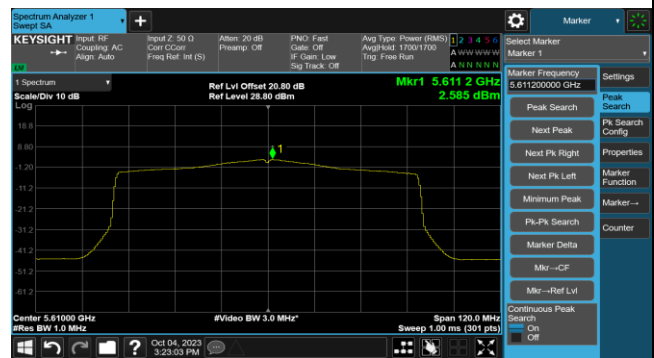 Spectrum Analyzer 1
Swept SA
Marker
KEYSIGHT
Input: RF
Coupling: AC
Align: Auto
Input Z: 50 Ω
Corr CCorr
Freq Ref: Int (S)
Atten: 20 dB
Preamp: Off
PNO: Fast
Gate: Off
IF Gain: Low
Sig Track: Off
Avg Type: Power (RMS)
Avg|Hold: 1700/1700
Trig: Free Run
1 2 3 4 5 6
A W W W W W
A N N N N N
Select Marker
Marker 1
1 Spectrum
Scale/Div 10 dB
Log
Ref Lvl Offset 20.80 dB
Ref Level 28.80 dBm
Mkr1 5.611 2 GHz
2.585 dBm
18.8
8.80
-1.20
-11.2
-21.2
-31.2
-41.2
-51.2
-61.2
1
Center 5.61000 GHz
#Res BW 1.0 MHz
#Video BW 3.0 MHz*
Span 120.0 MHz
Sweep 1.00 ms (301 pts)
Marker Frequency
5.611200000 GHz
Peak Search
Next Peak
Next Pk Right
Next Pk Left
Minimum Peak
Pk-Pk Search
Marker Delta
Mkr→CF
Mkr→Ref Lvl
Continuous Peak
Search
On
Off
Settings
Peak
Search
Pk Search
Config
Properties
Marker
Function
Marker→
Counter
Oct 04, 2023
3:23:03 PM